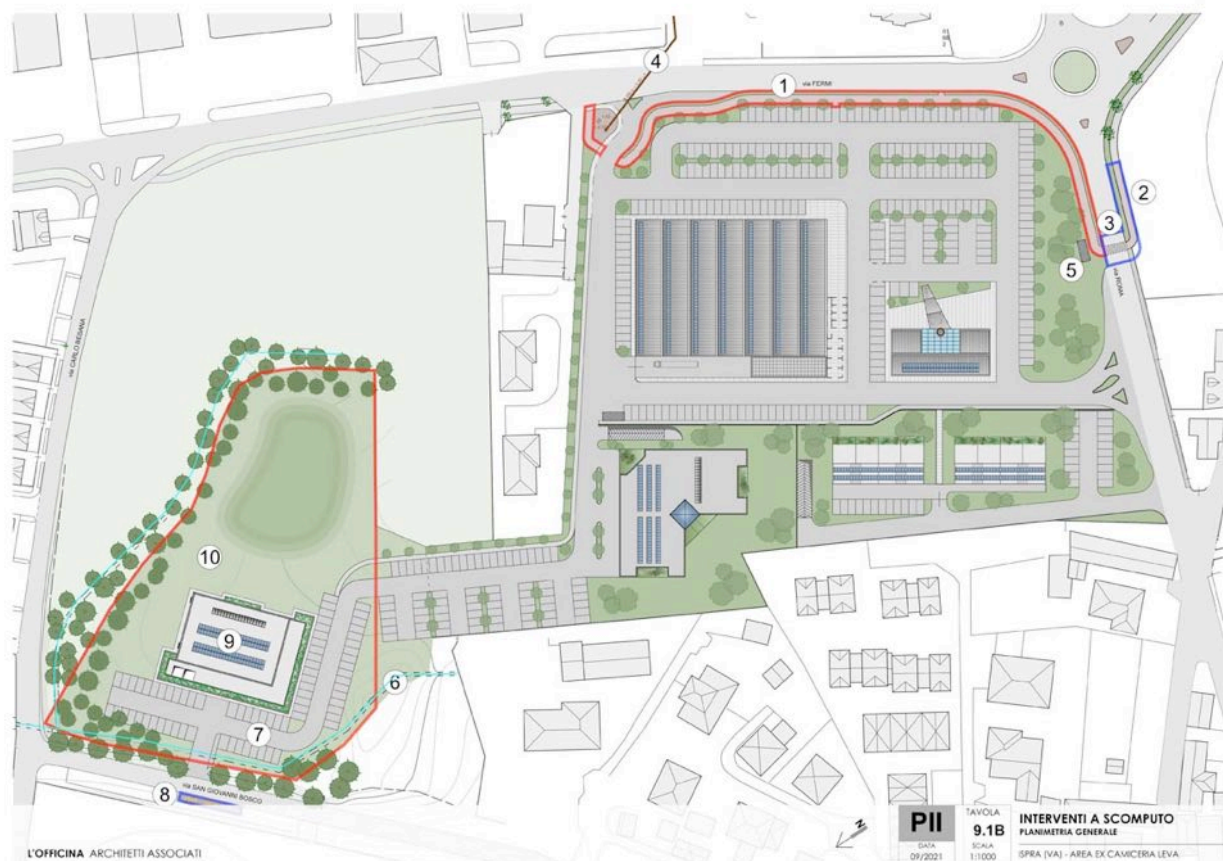 4
1
via FERMI
2
3
5
via ROMA
via CARLO BESANA
10
9
6
7
8
via SAN GIOVANNI BOSCO
N
L'OFFICINA ARCHITETTI ASSOCIATI
PII
DATA
09/2021
TAVOLA
9.1B
SCALA
1:1000
INTERVENTI A SCOMPUTO
PLANIMETRIA GENERALE
ISPRA (VA) - AREA EX CAMICERIA LEVA